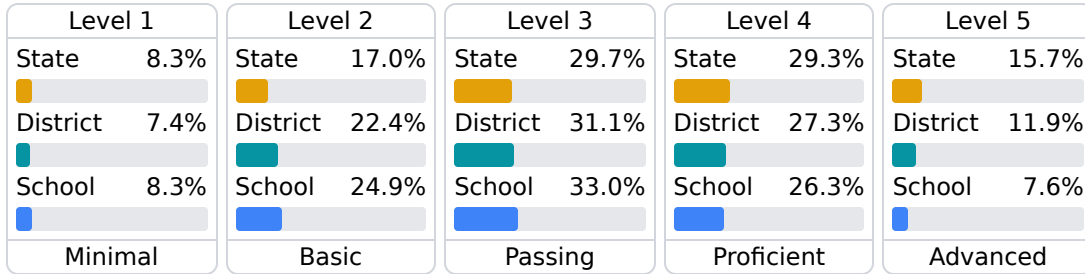 Level 1
State 8.3%
District 7.4%
School 8.3%
Minimal
Level 2
State 17.0%
District 22.4%
School 24.9%
Basic
Level 3
State 29.7%
District 31.1%
School 33.0%
Passing
Level 4
State 29.3%
District 27.3%
School 26.3%
Proficient
Level 5
State 15.7%
District 11.9%
School 7.6%
Advanced